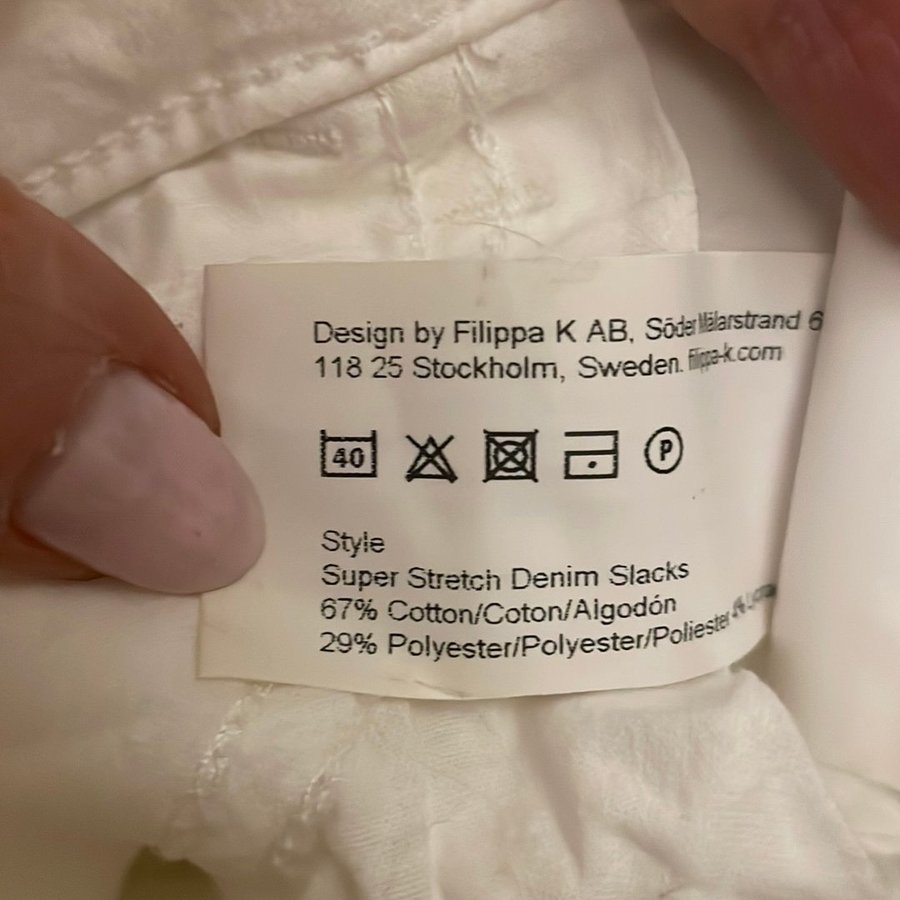 Design by Filippa K AB, Söder Mälarstrand 6
118 25 Stockholm, Sweden. filippa-k.com
40
P
Style
Super Stretch Denim Slacks
67% Cotton/Coton/Algodón
29% Polyester/Polyester/Poliester 4%